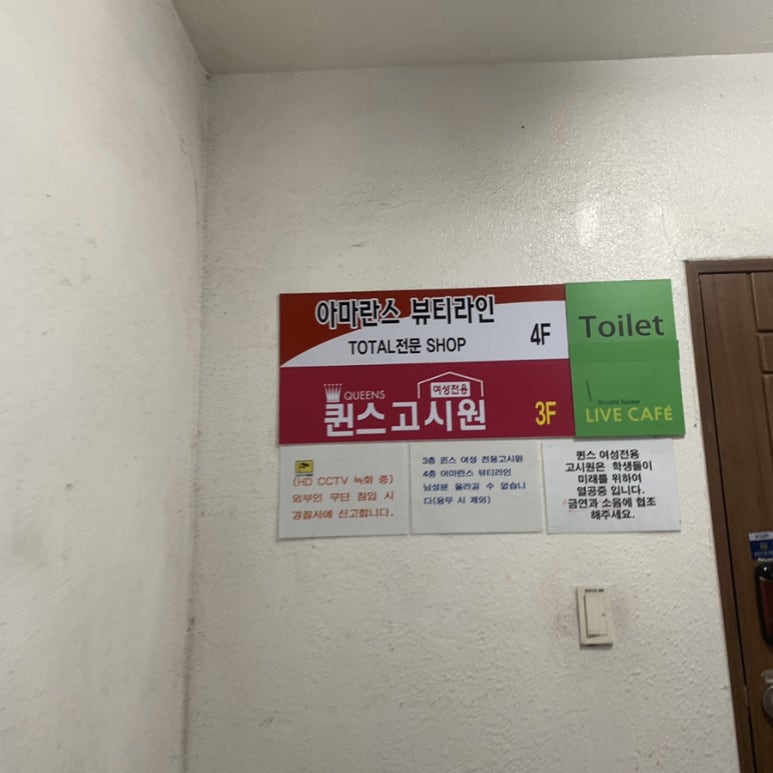 아마란스 뷰티라인
TOTAL전문 SHOP
4F
QUEENS
여성전용
퀸스고시원
3F
Toilet
Acustic Guitar
LIVE CAFÉ
(HD CCTV 녹화 중)
외부인 무단 침입 시
경찰서에 신고합니다.
3층 퀸스 여성 전용고시원
4층 아마란스 뷰티라인
남성분 올라갈 수 없습니
다(용무 시 제외)
퀸스 여성전용
고시원은 학생들이
미래를 위하여
열공중 입니다.
금연과 소음에 협조
해주세요.